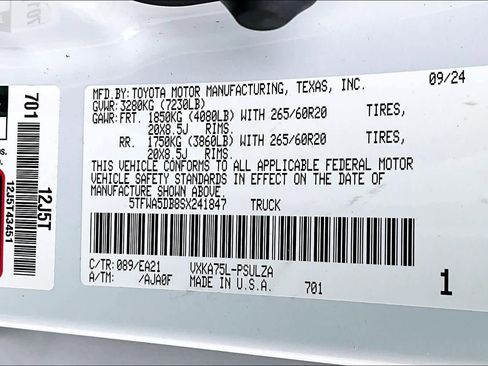 MFD.BY:TOYOTA MOTOR MANUFACTURING, TEXAS, INC. 09/24
GVWR:3280KG (7230LB)
GAWR:FRT. 1850KG (4080LB) WITH 265/60R20 TIRES,
20X8.5J RIMS.
RR. 1750KG (3860LB) WITH 265/60R20 TIRES,
20X8.5J RIMS.
THIS VEHICLE CONFORMS TO ALL APPLICABLE FEDERAL MOTOR
VEHICLE SAFETY STANDARDS IN EFFECT ON THE DATE OF
MANUFACTURE SHOWN ABOVE.
5TFWA5DB8SX241847 TRUCK
C/TR:089/EA21 VXKA75L-PSULZA
A/TM: /AJA0F MADE IN U.S.A. 701
1
701
12J5T
12J5T43451